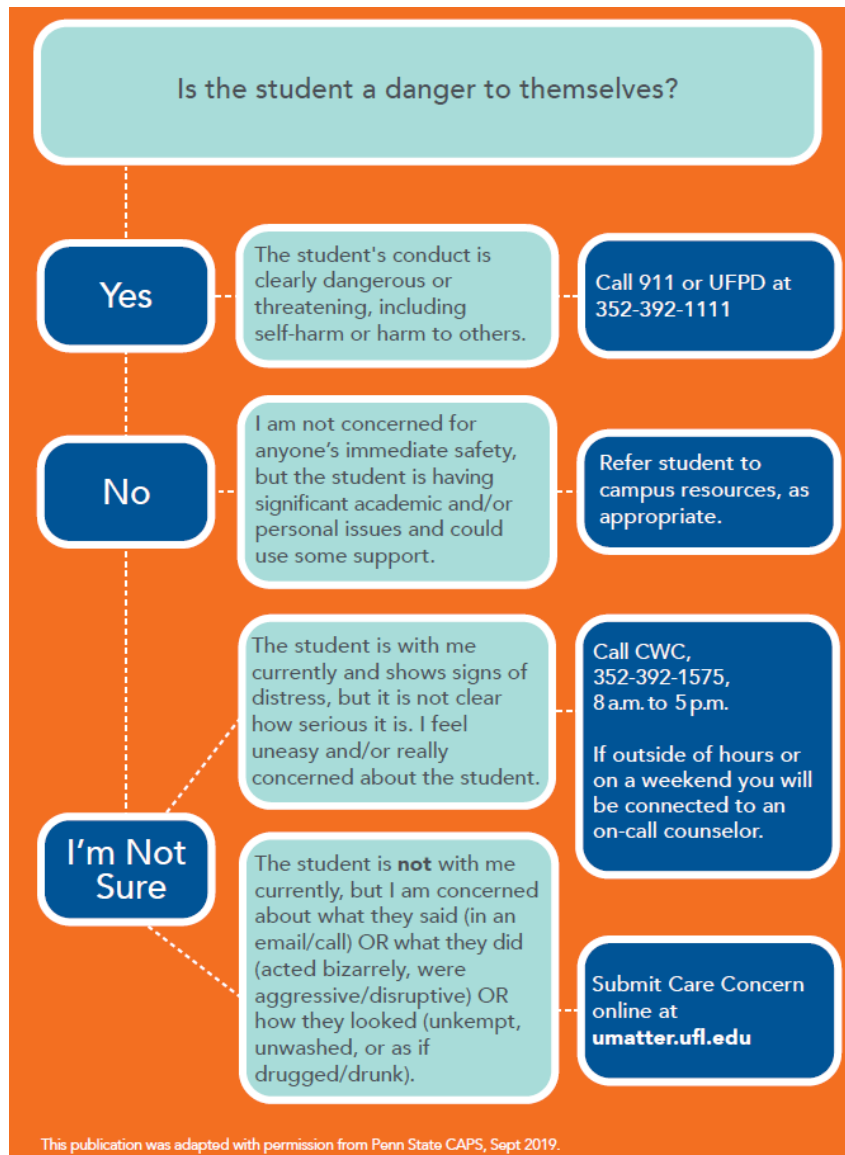 Is the student a danger to themselves?
Yes
The student's conduct is
clearly dangerous or
threatening, including
self-harm or harm to others.
Call 911 or UFPD at
352-392-1111
No
I am not concerned for
anyone’s immediate safety,
but the student is having
significant academic and/or
personal issues and could
use some support.
Refer student to
campus resources, as
appropriate.
I’m Not
Sure
The student is with me
currently and shows signs of
distress, but it is not clear
how serious it is. I feel
uneasy and/or really
concerned about the student.
Call CWC,
352-392-1575,
8 a.m. to 5 p.m.
If outside of hours or
on a weekend you will
be connected to an
on-call counselor.
The student is not with me
currently, but I am concerned
about what they said (in an
email/call) OR what they did
(acted bizarrely, were
aggressive/disruptive) OR
how they looked (unkempt,
unwashed, or as if
drugged/drunk).
Submit Care Concern
online at
umatter.ufl.edu
This publication was adapted with permission from Penn State CAPS, Sept 2019.